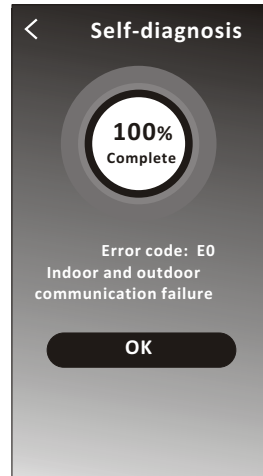 Self-diagnosis
100%
Complete
Error code: E0
Indoor and outdoor
communication failure
OK